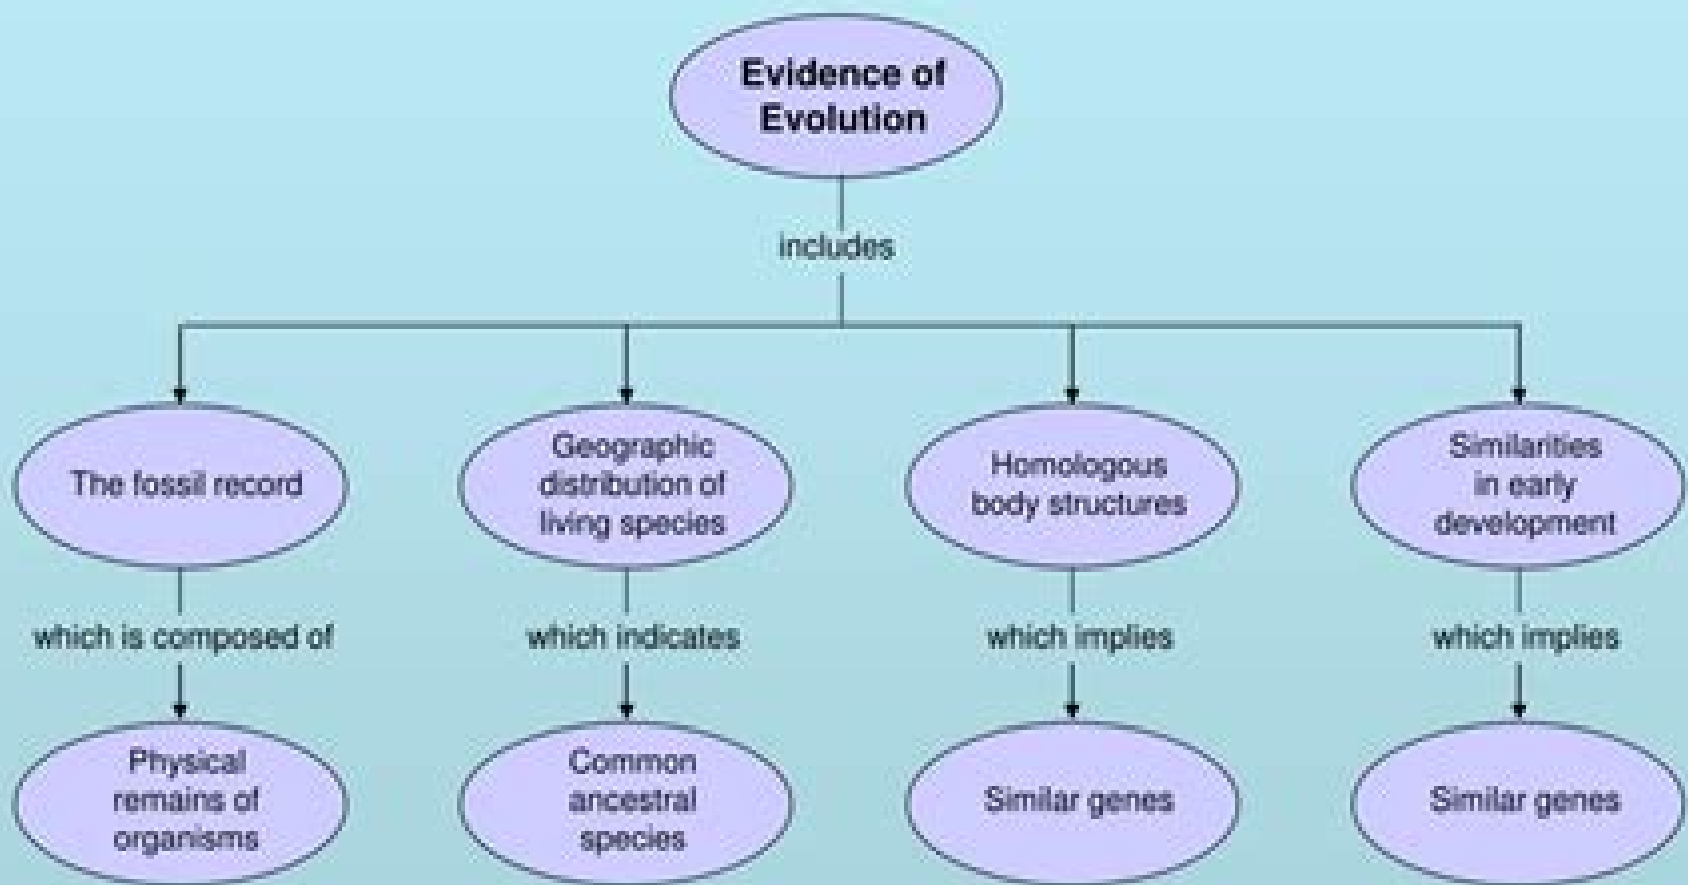 Evidence of
Evolution
includes
The fossil record
Geographic
distribution of
living species
Homologous
body structures
Similarities
in early
development
which is composed of
which indicates
which implies
which implies
Physical
remains of
organisms
Common
ancestral
species
Similar genes
Similar genes